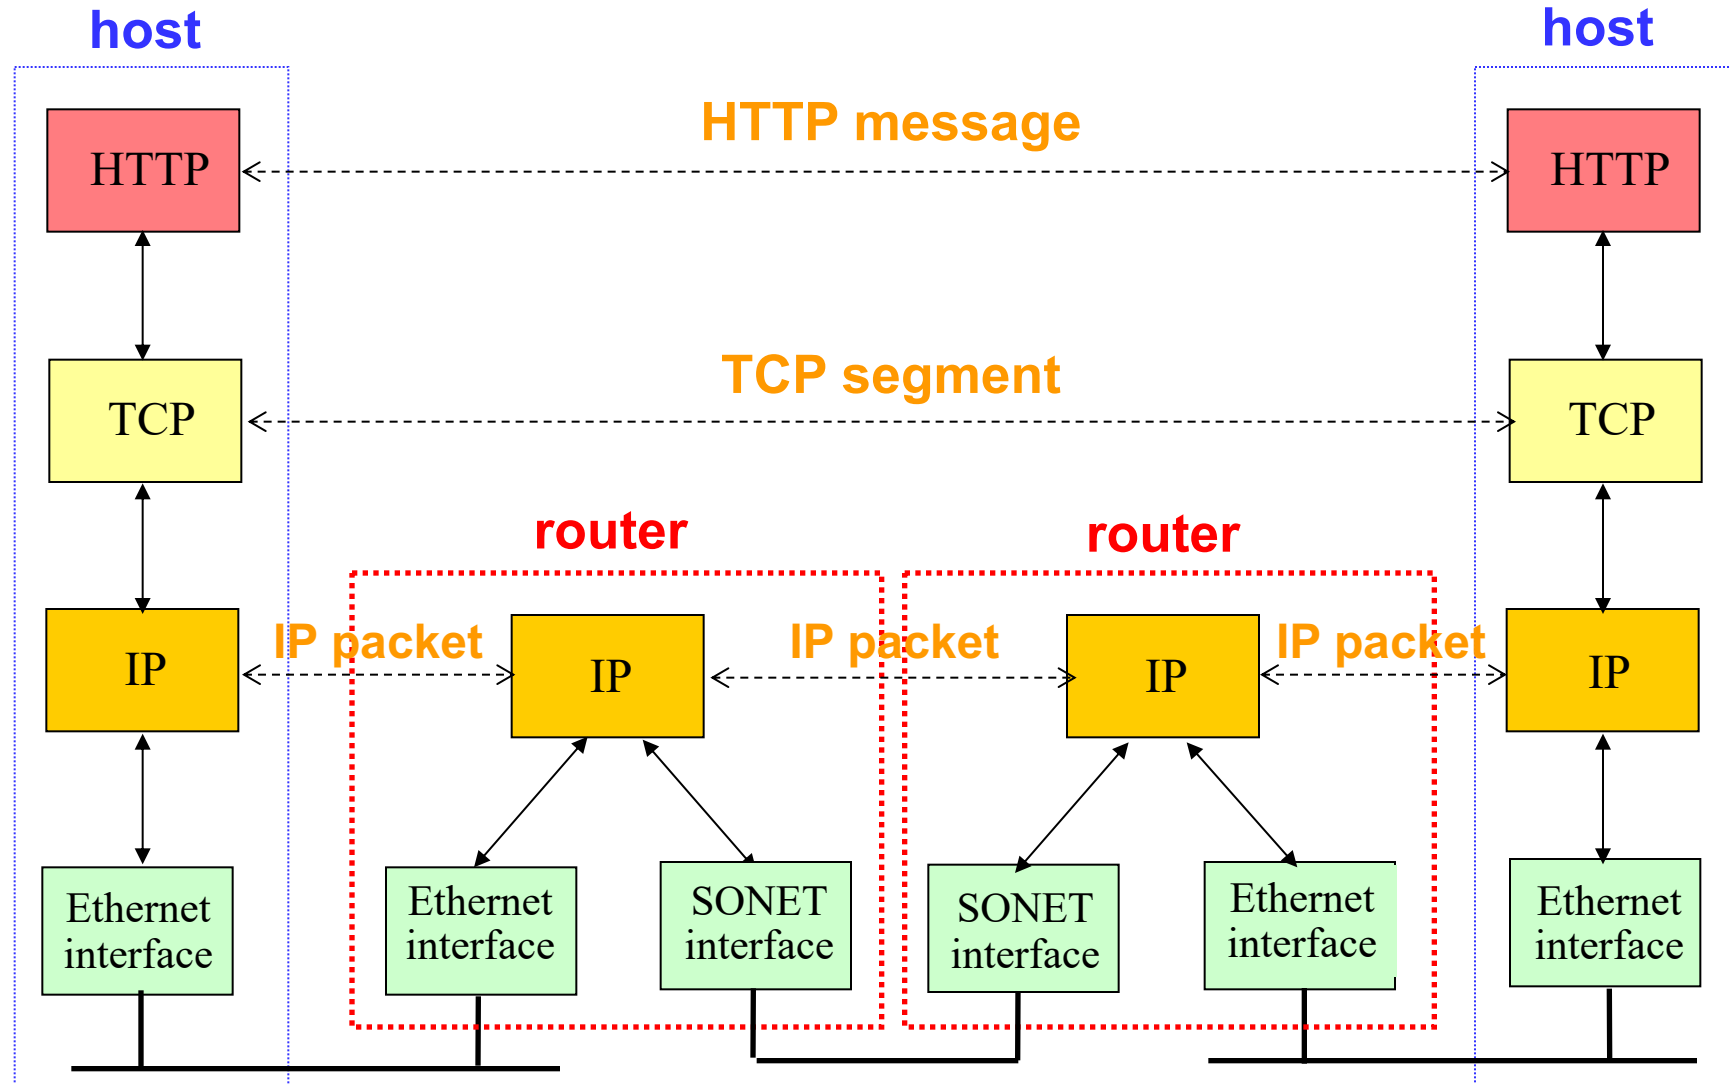 host
host
HTTP message
HTTP
HTTP
TCP segment
TCP
TCP
router
router
IP packet
IP packet
IP packet
IP
IP
IP
IP
Ethernet
interface
Ethernet
interface
SONET
interface
SONET
interface
Ethernet
interface
Ethernet
interface